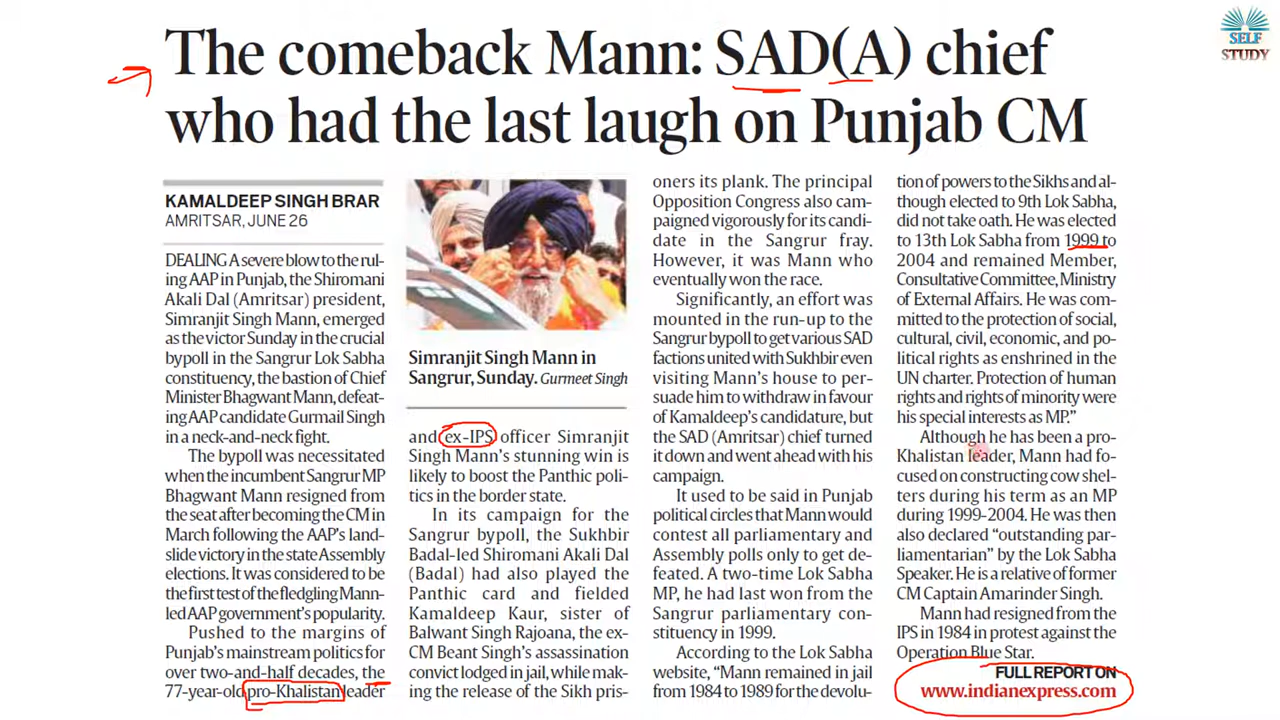 The comeback Mann: SAD(A) chief
who had the last laugh on Punjab CM
SELF
STUDY
KAMALDEEP SINGH BRAR
AMRITSAR, JUNE 26
DEALING A severe blow to the rul-
ing AAP in Punjab, the Shiromani
Akali Dal (Amritsar) president,
Simranjit Singh Mann, emerged
as the victor Sunday in the crucial
bypoll in the Sangrur Lok Sabha
constituency, the bastion of Chief
Minister Bhagwant Mann, defeat-
ing AAP candidate Gurmail Singh
in a neck-and-neck fight.
The bypoll was necessitated
when the incumbent Sangrur MP
Bhagwant Mann resigned from
the seat after becoming the CM in
March following the AAP's land-
slide victory in the state Assembly
elections. It was considered to be
the first test of the fledgling Mann-
led AAP government's popularity.
Pushed to the margins of
Punjab's mainstream politics for
over two-and-half decades, the
77-year-old pro-Khalistan leader
Simranjit Singh Mann in
Sangrur, Sunday. Gurmeet Singh
and ex-IPS officer Simranjit
Singh Mann's stunning win is
likely to boost the Panthic poli-
tics in the border state.
In its campaign for the
Sangrur bypoll, the Sukhbir
Badal-led Shiromani Akali Dal
(Badal) had also played the
Panthic card and fielded
Kamaldeep Kaur, sister of
Balwant Singh Rajoana, the ex-
CM Beant Singh's assassination
convict lodged in jail, while mak-
ing the release of the Sikh pris-
oners its plank. The principal
Opposition Congress also cam-
paigned vigorously for its candi-
date in the Sangrur fray.
However, it was Mann who
eventually won the race.
Significantly, an effort was
mounted in the run-up to the
Sangrur bypoll to get various SAD
factions united with Sukhbir even
visiting Mann's house to per-
suade him to withdraw in favour
of Kamaldeep's candidature, but
the SAD (Amritsar) chief turned
it down and went ahead with his
campaign.
It used to be said in Punjab
political circles that Mann would
contest all parliamentary and
Assembly polls only to get de-
feated. A two-time Lok Sabha
MP, he had last won from the
Sangrur parliamentary con-
stituency in 1999.
According to the Lok Sabha
website, "Mann remained in jail
from 1984 to 1989 for the devolu-
tion of powers to the Sikhs and al-
though elected to 9th Lok Sabha,
did not take oath. He was elected
to 13th Lok Sabha from 1999 to
2004 and remained Member,
Consultative Committee, Ministry
of External Affairs. He was com-
mitted to the protection of social,
cultural, civil, economic, and po-
litical rights as enshrined in the
UN charter. Protection of human
rights and rights of minority were
his special interests as MP."
Although he has been a pro-
Khalistan leader, Mann had fo-
cused on constructing cow shel-
ters during his term as an MP
during 1999-2004. He was then
also declared "outstanding par-
liamentarian" by the Lok Sabha
Speaker. He is a relative of former
CM Captain Amarinder Singh.
Mann had resigned from the
IPS in 1984 in protest against the
Operation Blue Star.
FULL REPORT ON
www.indianexpress.com